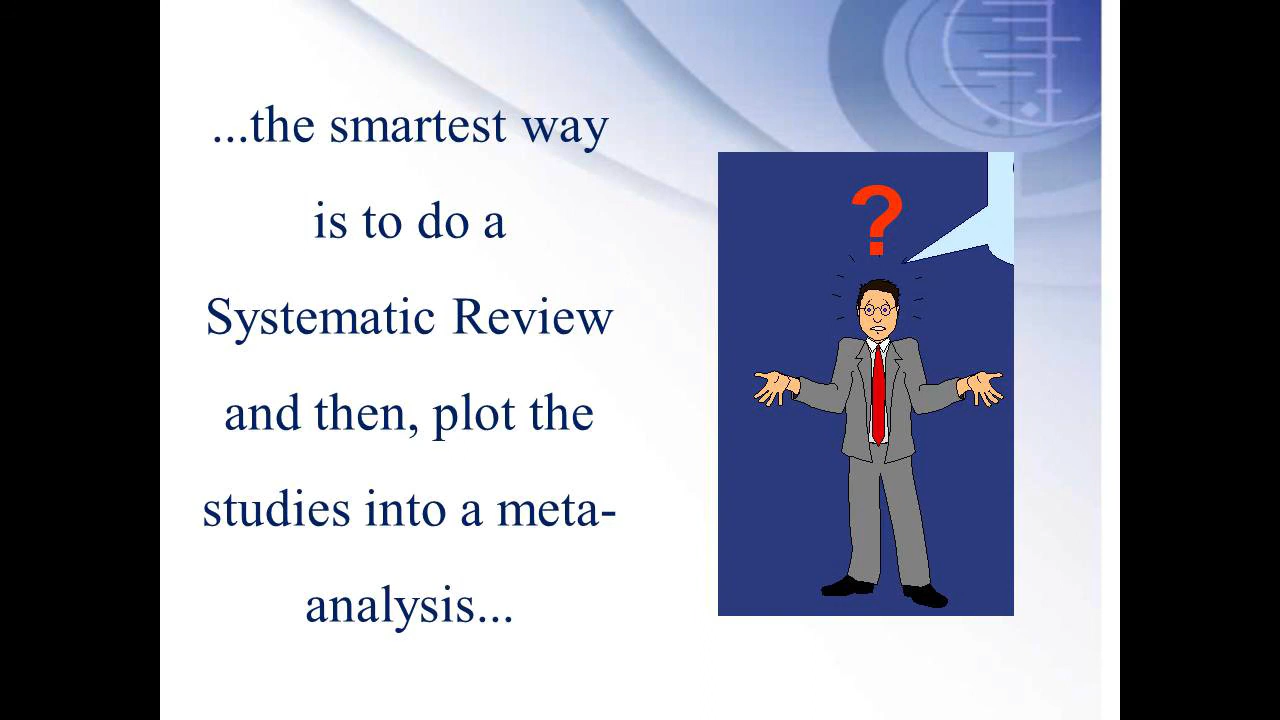 ...the smartest way
is to do a
Systematic Review
and then, plot the
studies into a meta-
analysis...
?